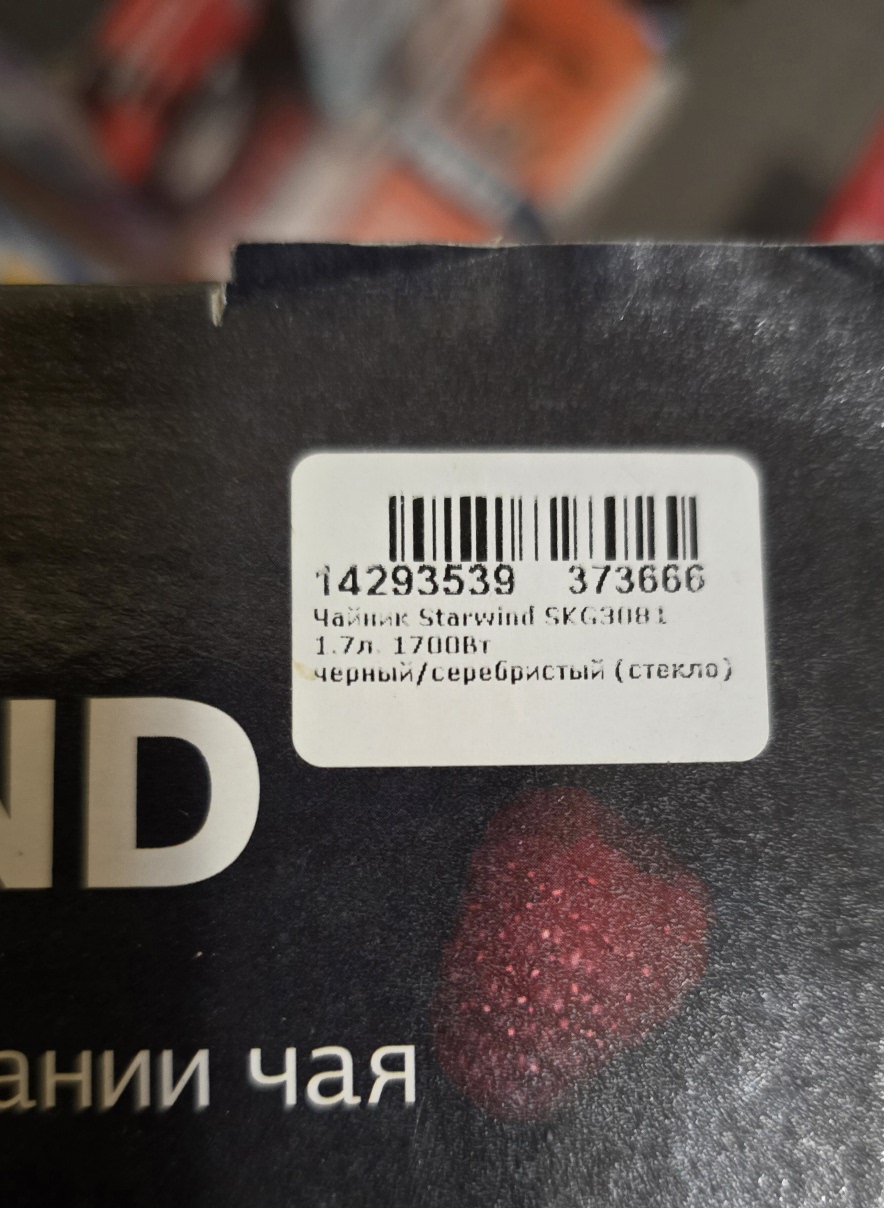 14293539 373666
Чайник Starwind SKG3081
1.7л. 1700Вт
черный/серебристый (стекло)
ND
ании чая